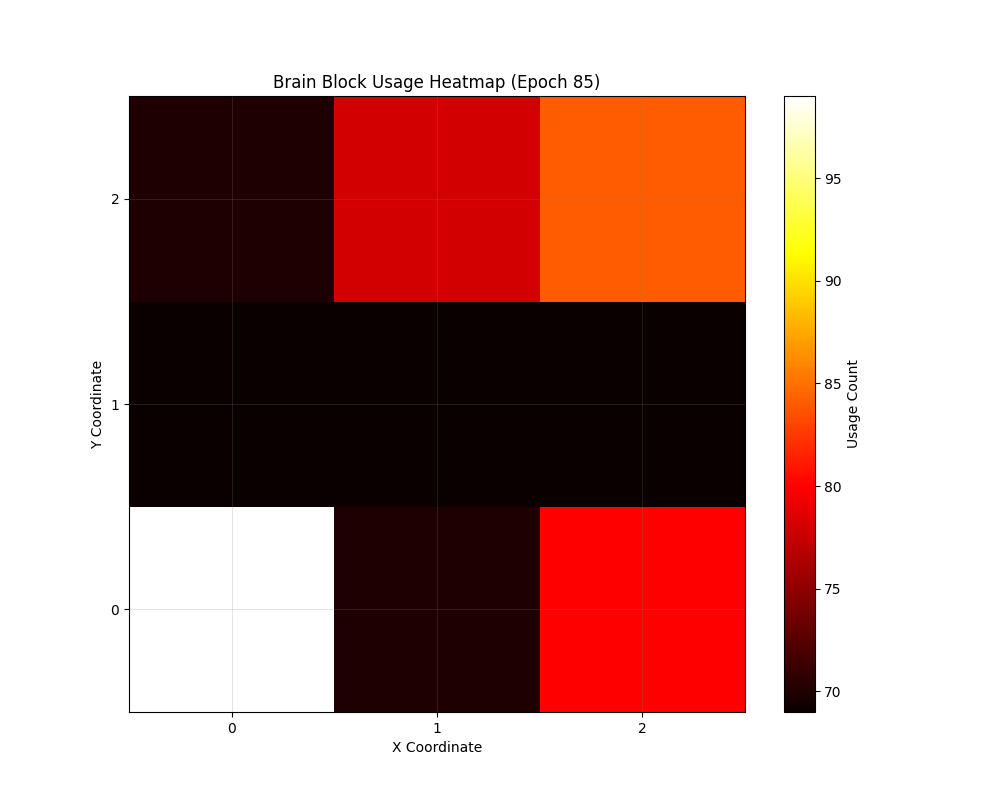 Brain Block Usage Heatmap (Epoch 85)
2
1
0
Y Coordinate
0 1 2
X Coordinate
95
90
85
80
75
70
Usage Count